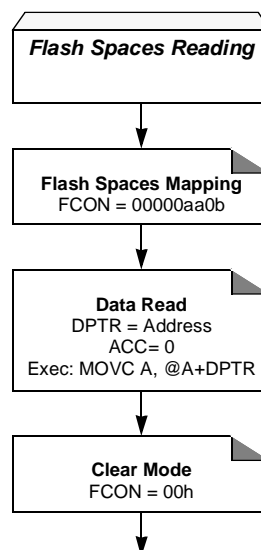 Flash Spaces Reading
Flash Spaces Mapping
FCON = 00000aa0b
Data Read
DPTR = Address
ACC= 0
Exec: MOVC A, @A+DPTR
Clear Mode
FCON = 00h